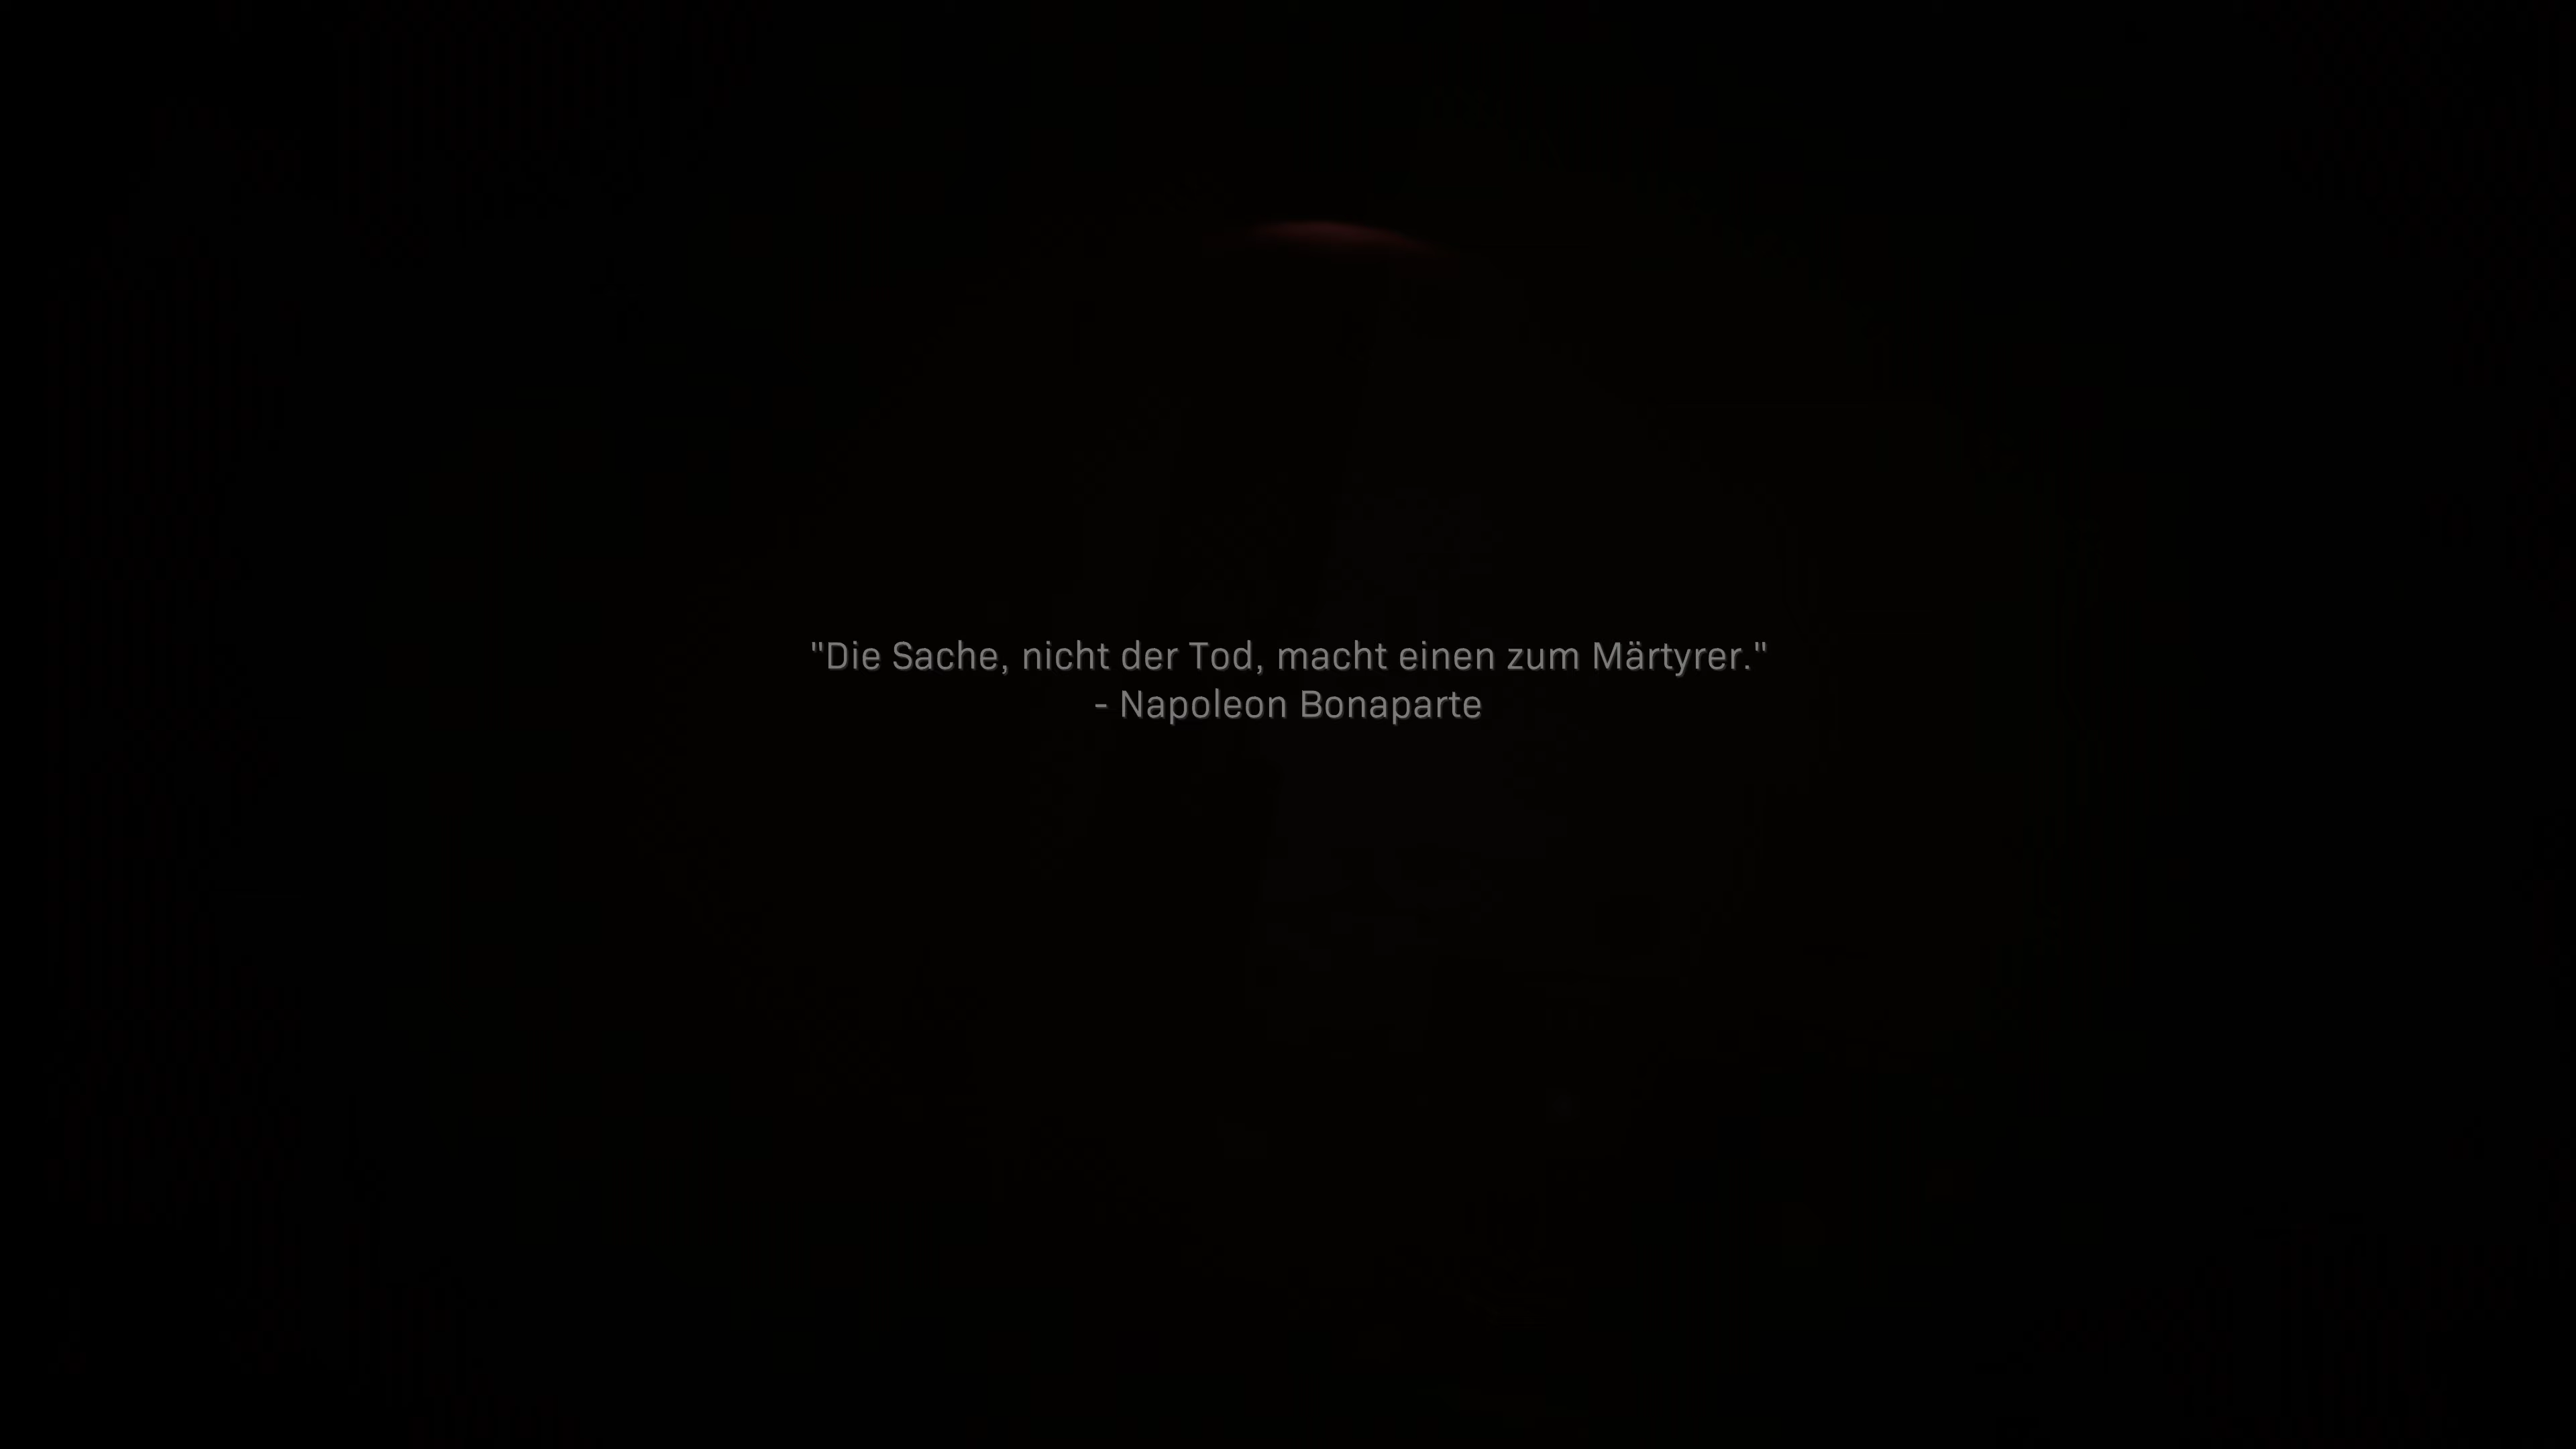 "Die Sache, nicht der Tod, macht einen zum Märtyrer."
- Napoleon Bonaparte